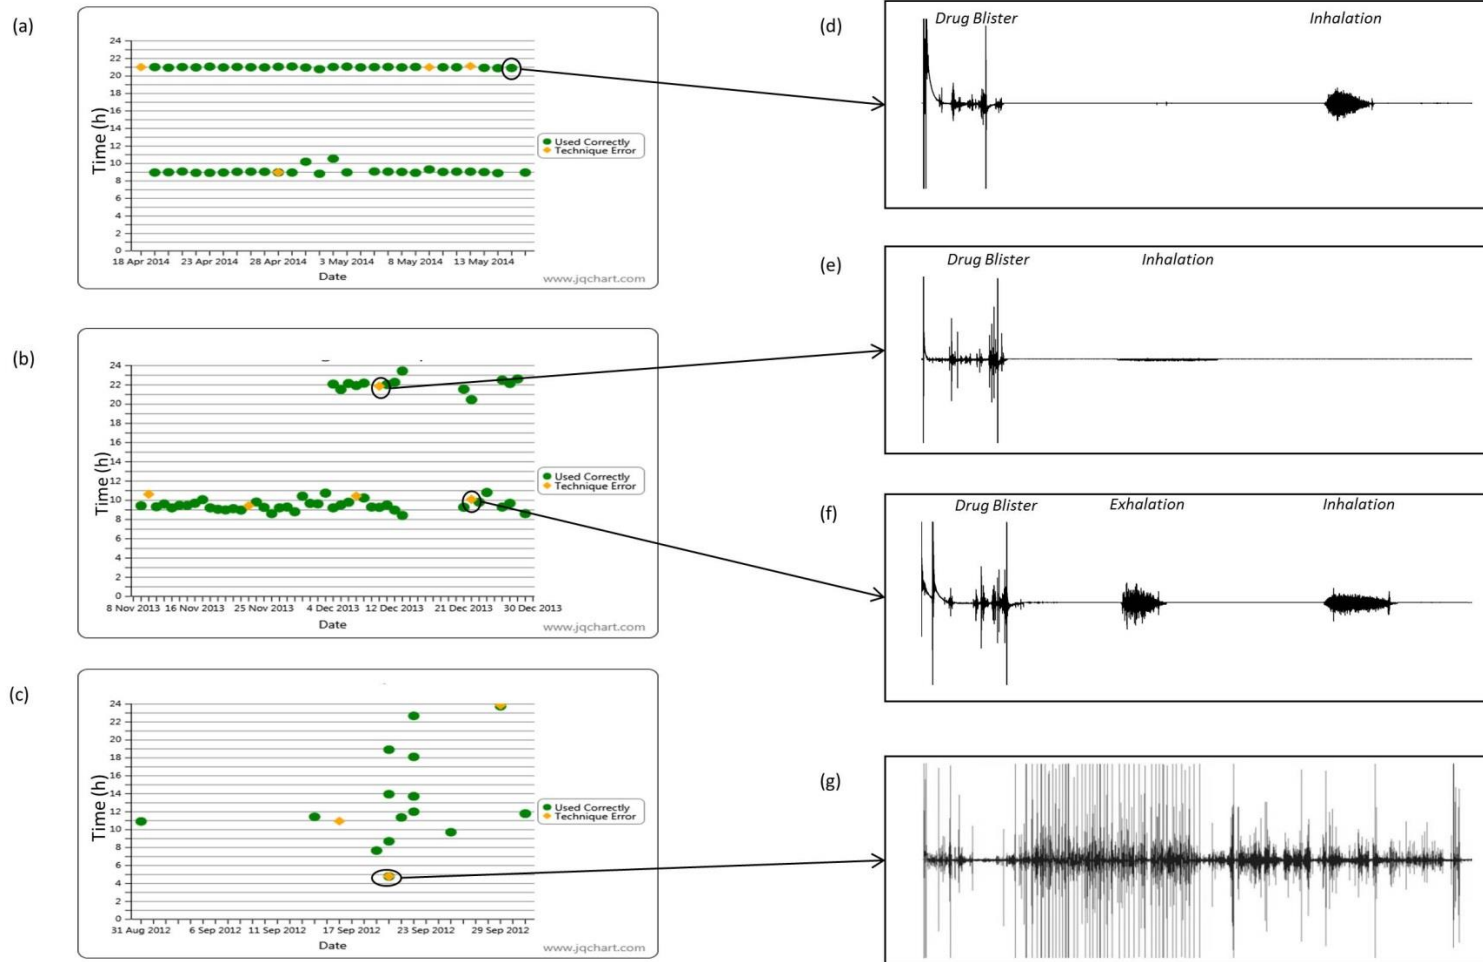 (a)
24
22
20
18
16
14
12
10
8
6
4
2
0
Time (h)
18 Apr 2014 23 Apr 2014 28 Apr 2014 3 May 2014 8 May 2014 13 May 2014
Date
Used Correctly
Technique Error
www.jqchart.com
(d)
Drug Blister Inhalation
(b)
24
22
20
18
16
14
12
10
8
6
4
2
0
Time (h)
8 Nov 2013 16 Nov 2013 25 Nov 2013 4 Dec 2013 12 Dec 2013 21 Dec 2013 30 Dec 2013
Date
Used Correctly
Technique Error
www.jqchart.com
(e)
Drug Blister Inhalation
(f)
Drug Blister Exhalation Inhalation
(c)
24
22
20
18
16
14
12
10
8
6
4
2
0
Time (h)
31 Aug 2012 6 Sep 2012 11 Sep 2012 17 Sep 2012 23 Sep 2012 29 Sep 2012
Date
Used Correctly
Technique Error
www.jqchart.com
(g)